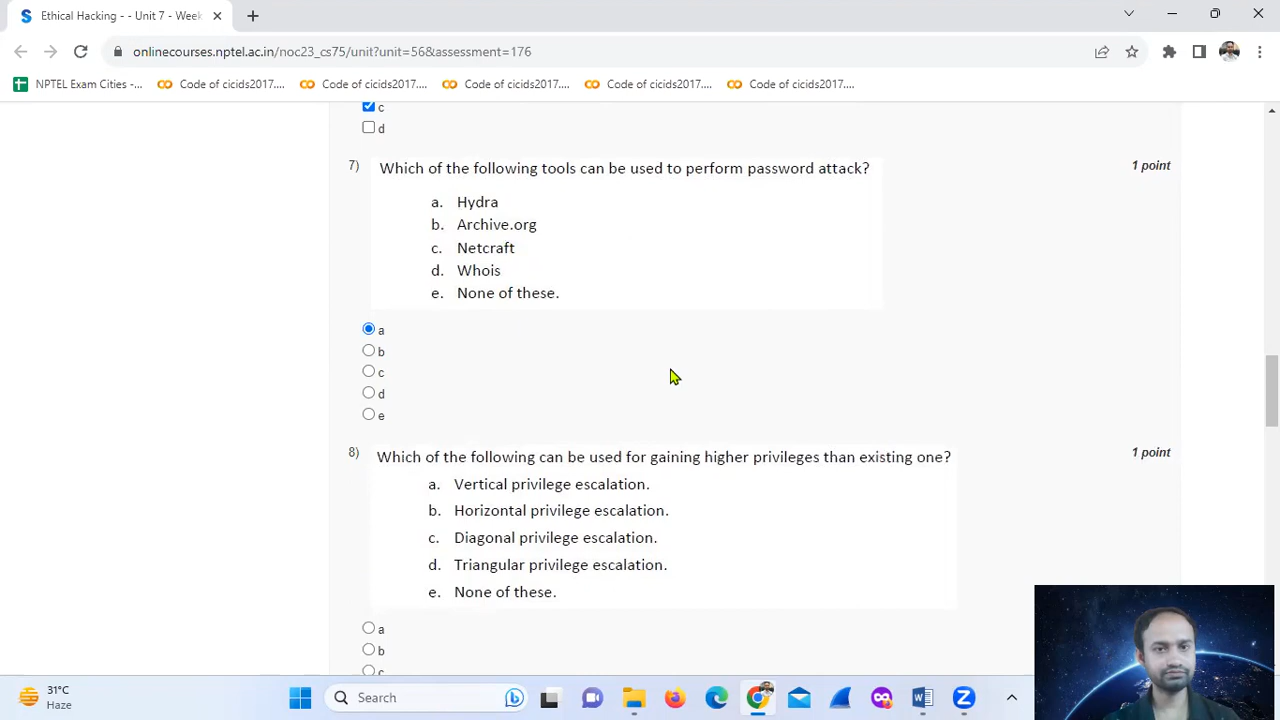 Ethical Hacking - - Unit 7 - Week
onlinecourses.nptel.ac.in/noc23_cs75/unit?unit=56&assessment=176
NPTEL Exam Cities -... Code of cicids2017.... Code of cicids2017.... Code of cicids2017.... Code of cicids2017.... Code of cicids2017....
c
d
7) Which of the following tools can be used to perform password attack? 1 point
a. Hydra
b. Archive.org
c. Netcraft
d. Whois
e. None of these.
a
b
c
d
e
8) Which of the following can be used for gaining higher privileges than existing one? 1 point
a. Vertical privilege escalation.
b. Horizontal privilege escalation.
c. Diagonal privilege escalation.
d. Triangular privilege escalation.
e. None of these.
a
b
c
31°C
Haze
Search